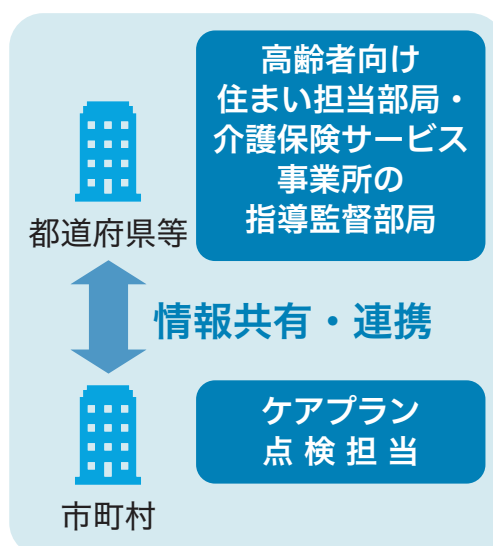 高齢者向け
住まい担当部局・
介護保険サービス
事業所の
指導監督部局
都道府県等
情報共有・連携
ケアプラン
点検担当
市町村